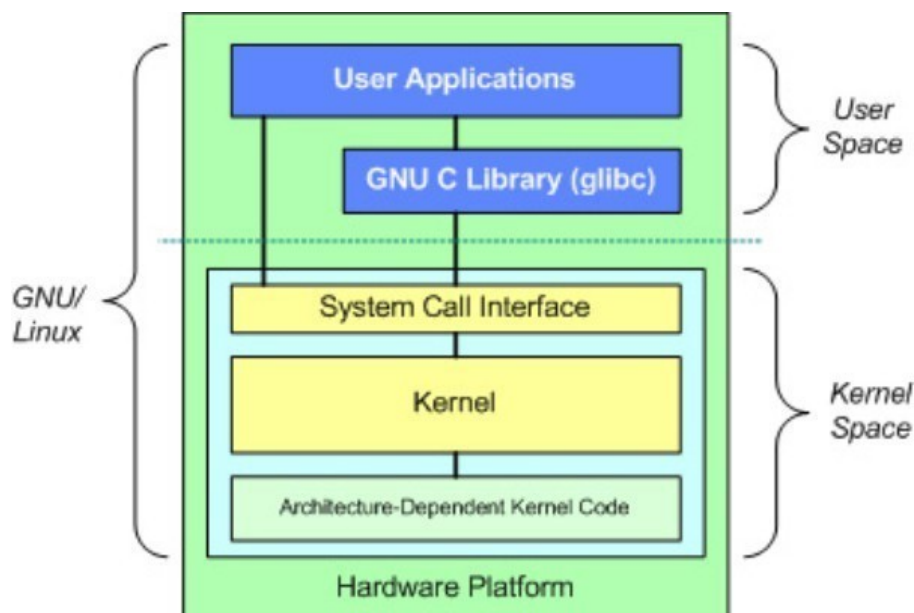 User Applications
User
Space
GNU C Library (glibc)
GNU/
Linux
System Call Interface
Kernel
Kernel
Space
Architecture-Dependent Kernel Code
Hardware Platform